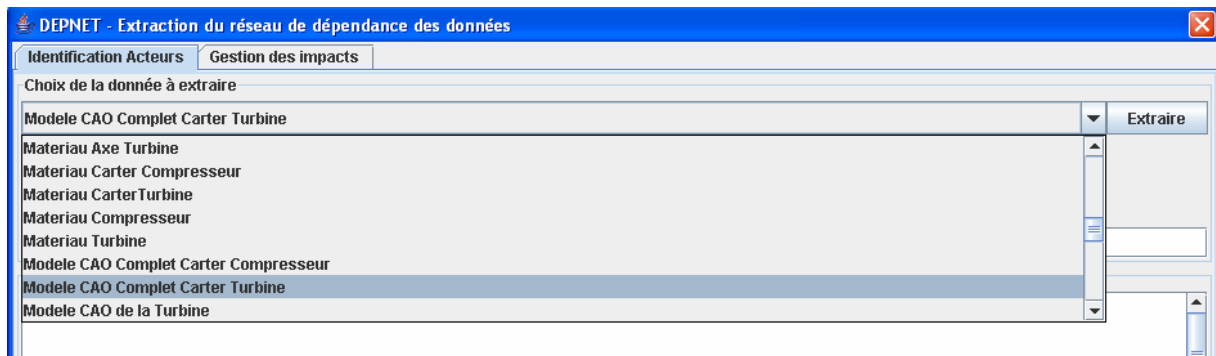 DEPNET - Extraction du réseau de dépendance des données
Identification Acteurs Gestion des impacts
Choix de la donnée à extraire
Modele CAO Complet Carter Turbine Extraire
Materiau Axe Turbine
Materiau Carter Compresseur
Materiau CarterTurbine
Materiau Compresseur
Materiau Turbine
Modele CAO Complet Carter Compresseur
Modele CAO Complet Carter Turbine
Modele CAO de la Turbine